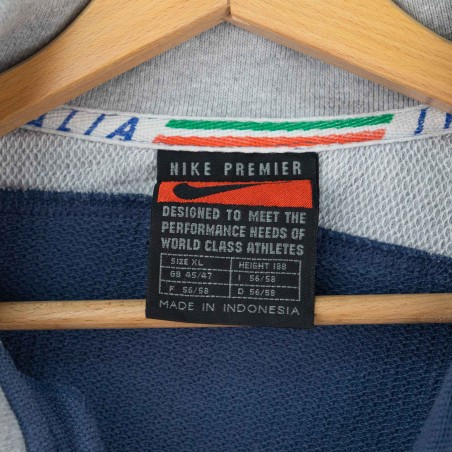 ALIA
NIKE PREMIER
DESIGNED TO MEET THE
PERFORMANCE NEEDS OF
WORLD CLASS ATHLETES
SIZE XL HEIGHT 188
GB 45/47 I 56/58
F 56/58 D 56/58
MADE IN INDONESIA